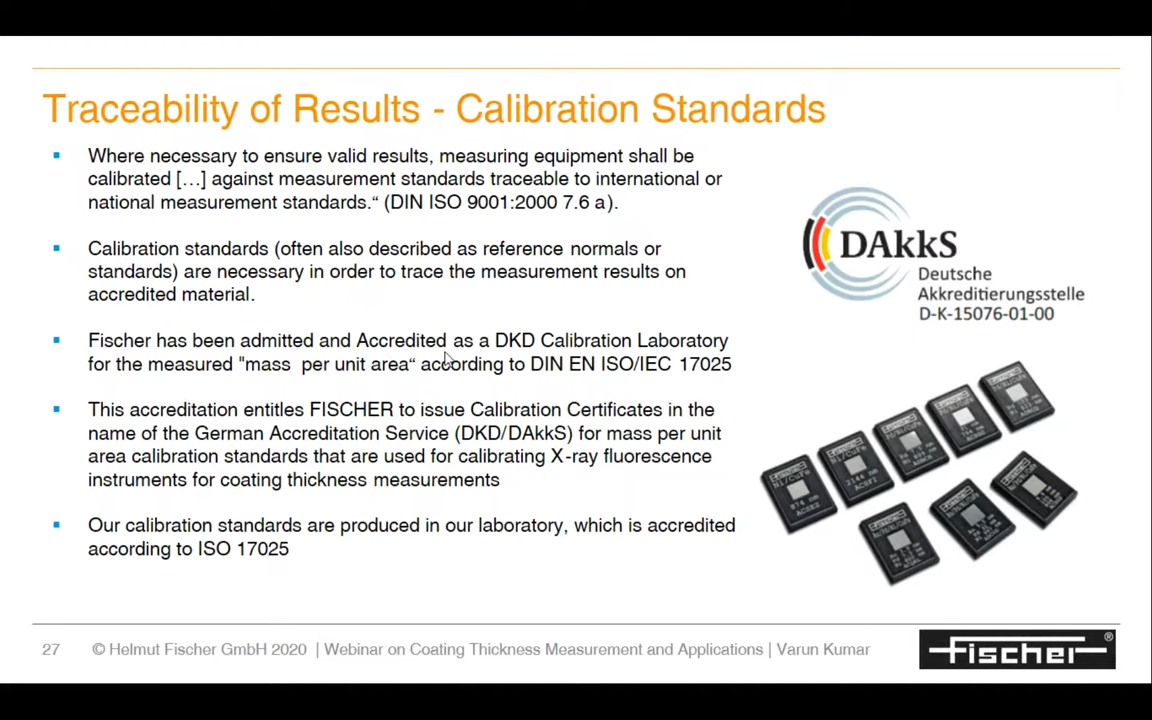 Traceability of Results - Calibration Standards
Where necessary to ensure valid results, measuring equipment shall be
calibrated […] against measurement standards traceable to international or
national measurement standards.“ (DIN ISO 9001:2000 7.6 a).
Calibration standards (often also described as reference normals or
standards) are necessary in order to trace the measurement results on
accredited material.
Fischer has been admitted and Accredited as a DKD Calibration Laboratory
for the measured "mass per unit area“ according to DIN EN ISO/IEC 17025
This accreditation entitles FISCHER to issue Calibration Certificates in the
name of the German Accreditation Service (DKD/DAkkS) for mass per unit
area calibration standards that are used for calibrating X-ray fluorescence
instruments for coating thickness measurements
Our calibration standards are produced in our laboratory, which is accredited
according to ISO 17025
DAkkS
Deutsche
Akkreditierungsstelle
D-K-15076-01-00
Ni/CuFe
Ni/CuFe
27
© Helmut Fischer GmbH 2020 | Webinar on Coating Thickness Measurement and Applications | Varun Kumar
Fischer®